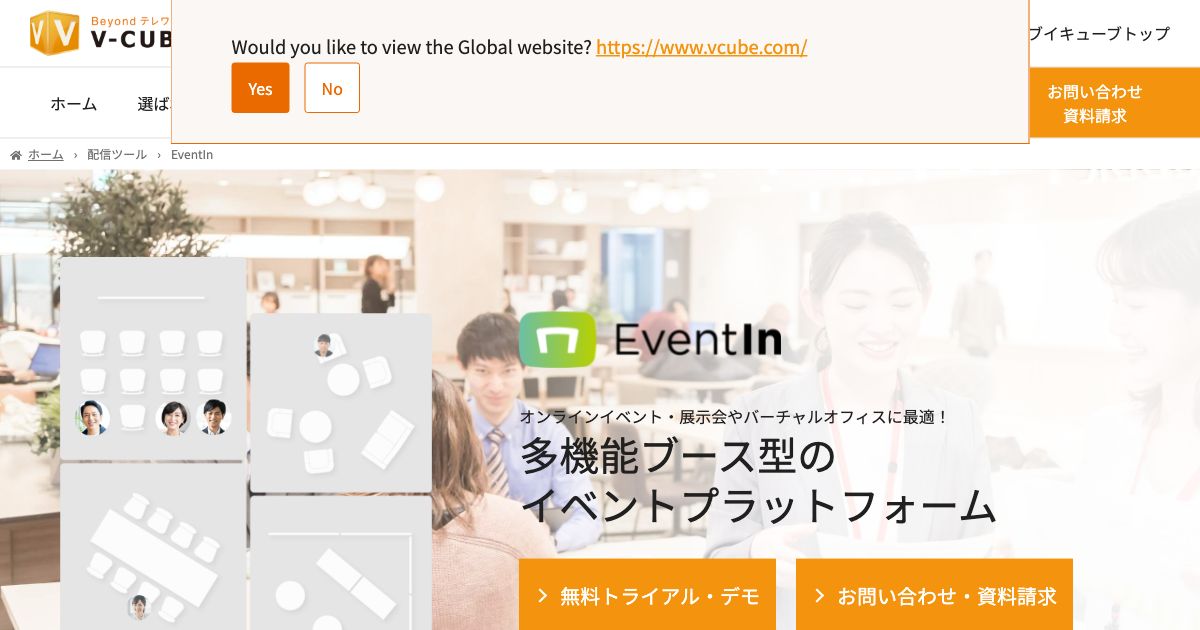 Beyond テレワ
V-CUB
Would you like to view the Global website? https://www.vcube.com/
Yes
No
ブイキューブトップ
ホーム
選ば
お問い合わせ
資料請求
ホーム › 配信ツール › EventIn
EventIn
オンラインイベント・展示会やバーチャルオフィスに最適！
多機能ブース型の
イベントプラットフォーム
無料トライアル・デモ
お問い合わせ・資料請求